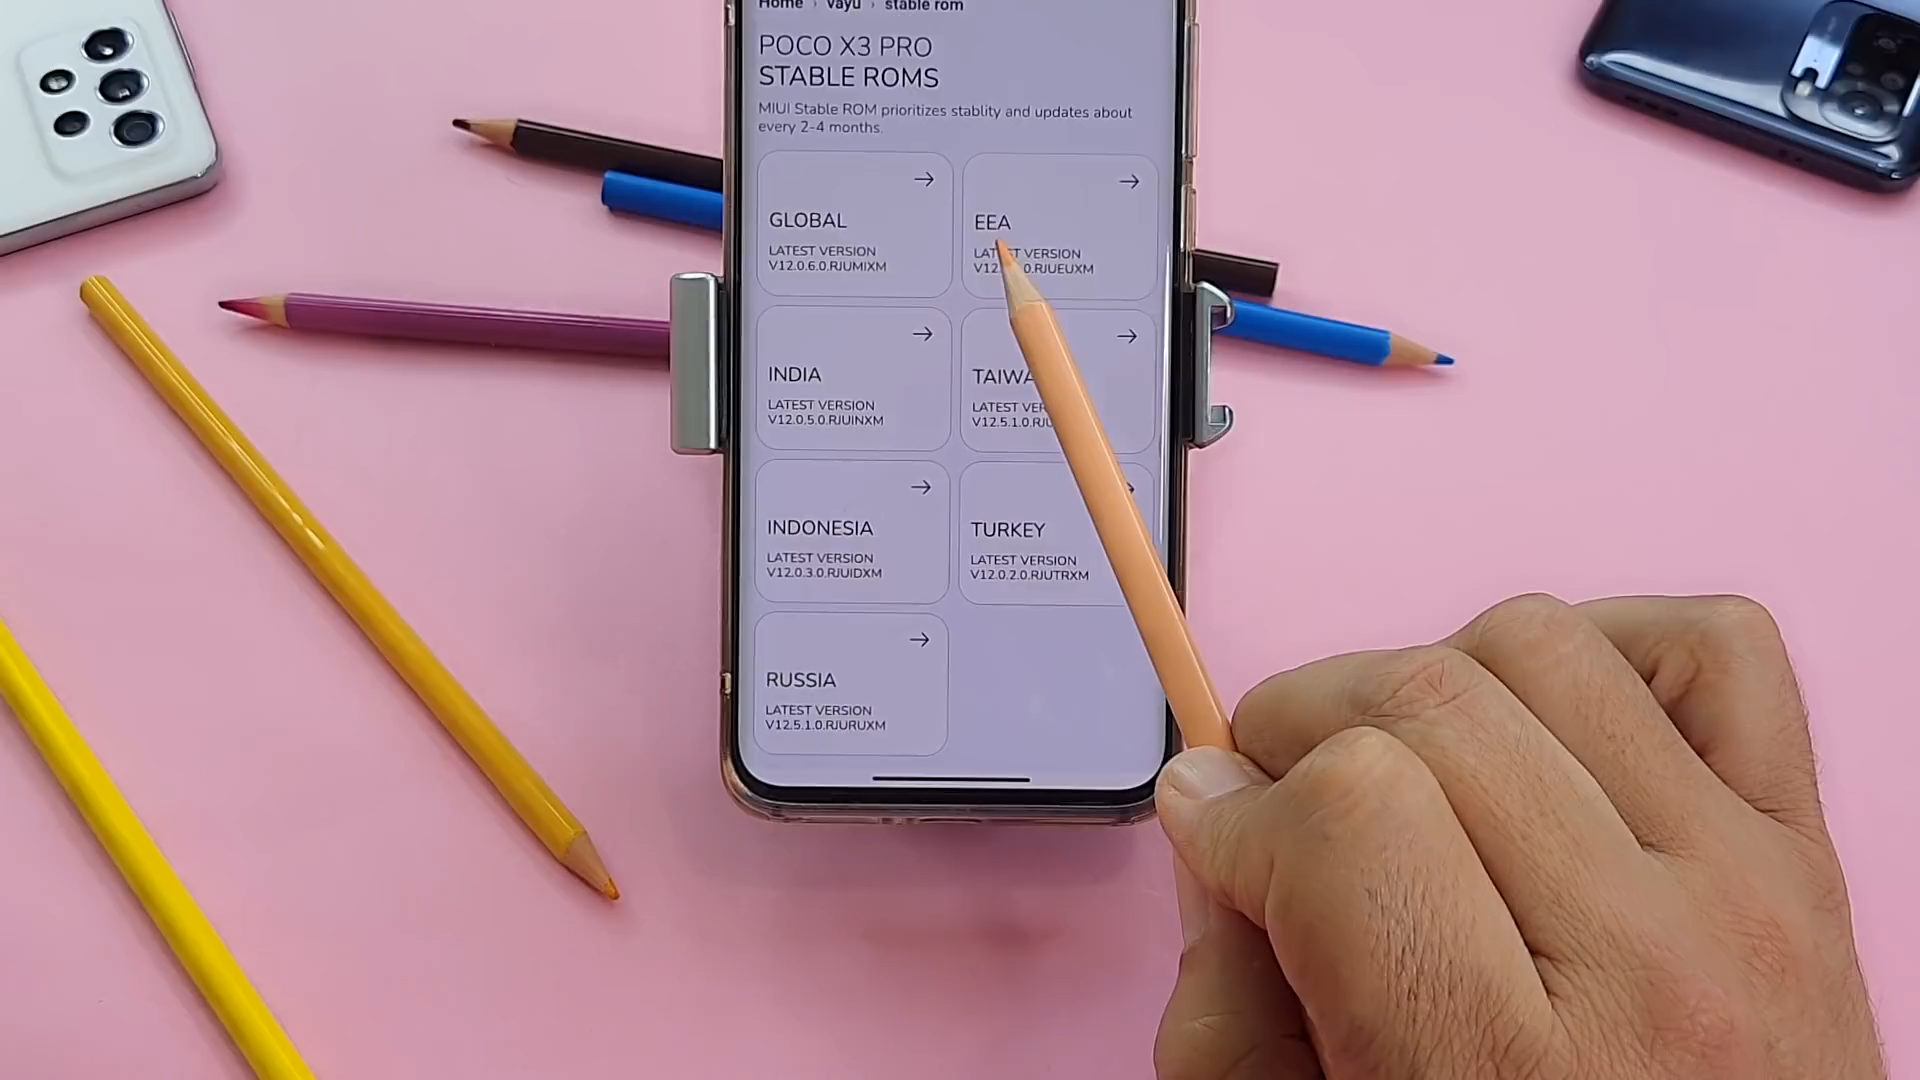 Home › vayu › stable rom
POCO X3 PRO
STABLE ROMS
MIUI Stable ROM prioritizes stablity and updates about
every 2-4 months.
GLOBAL
LATEST VERSION
V12.0.6.0.RJUMIXM
EEA
VERSION
INDIA
LATEST VERSION
V12.0.5.0.RJUINXM
LATEST
INDONESIA
LATEST VERSION
V12.0.3.0.RJUIDXM
TURKEY
LATEST VERSION
V12.0.2.0.RJUTRXM
RUSSIA
LATEST VERSION
V12.5.1.0.RJURUXM